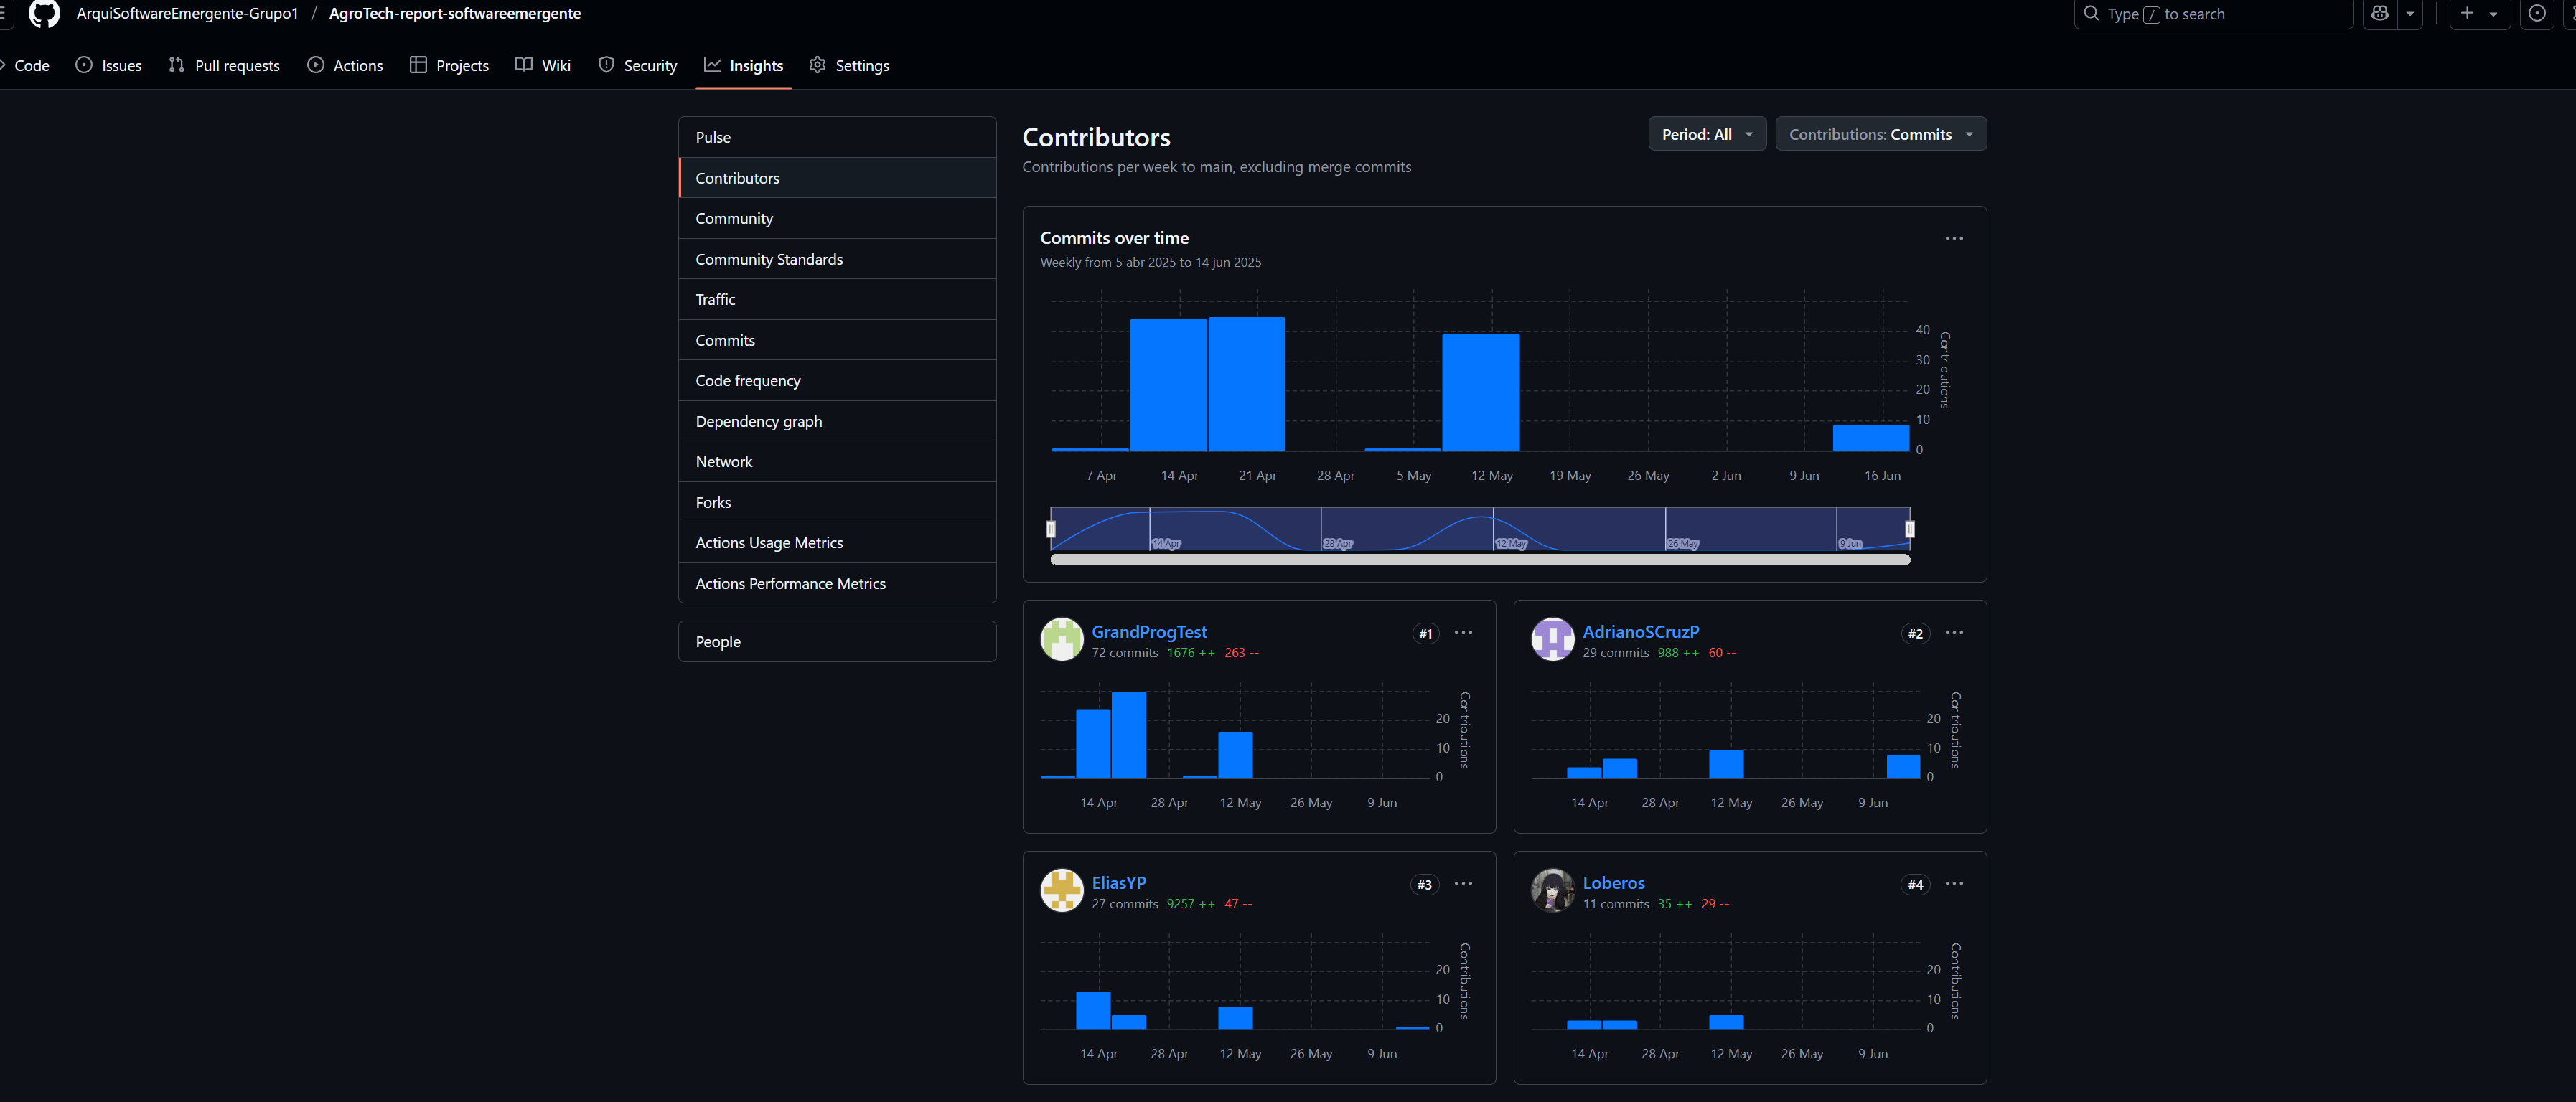 ArquiSoftwareEmergente-Grupo1 / AgroTech-report-softwareemergente
Type / to search
Code Issues Pull requests Actions Projects Wiki Security Insights Settings
Pulse
Contributors
Community
Community Standards
Traffic
Commits
Code frequency
Dependency graph
Network
Forks
Actions Usage Metrics
Actions Performance Metrics
People
Contributors
Period: All
Contributions: Commits
Contributions per week to main, excluding merge commits
Commits over time
Weekly from 5 abr 2025 to 14 jun 2025
40
30
20
10
0
Contributions
7 Apr 14 Apr 21 Apr 28 Apr 5 May 12 May 19 May 26 May 2 Jun 9 Jun 16 Jun
14 Apr 28 Apr 12 May 26 May 9 Jun
GrandProgTest
#1
72 commits 1676 ++ 263 --
20
10
0
Contributions
14 Apr 28 Apr 12 May 26 May 9 Jun
AdrianoSCruzP
#2
29 commits 988 ++ 60 --
20
10
0
Contributions
14 Apr 28 Apr 12 May 26 May 9 Jun
EliasYP
#3
27 commits 9257 ++ 47 --
20
10
0
Contributions
14 Apr 28 Apr 12 May 26 May 9 Jun
Loberos
#4
11 commits 35 ++ 29 --
20
10
0
Contributions
14 Apr 28 Apr 12 May 26 May 9 Jun